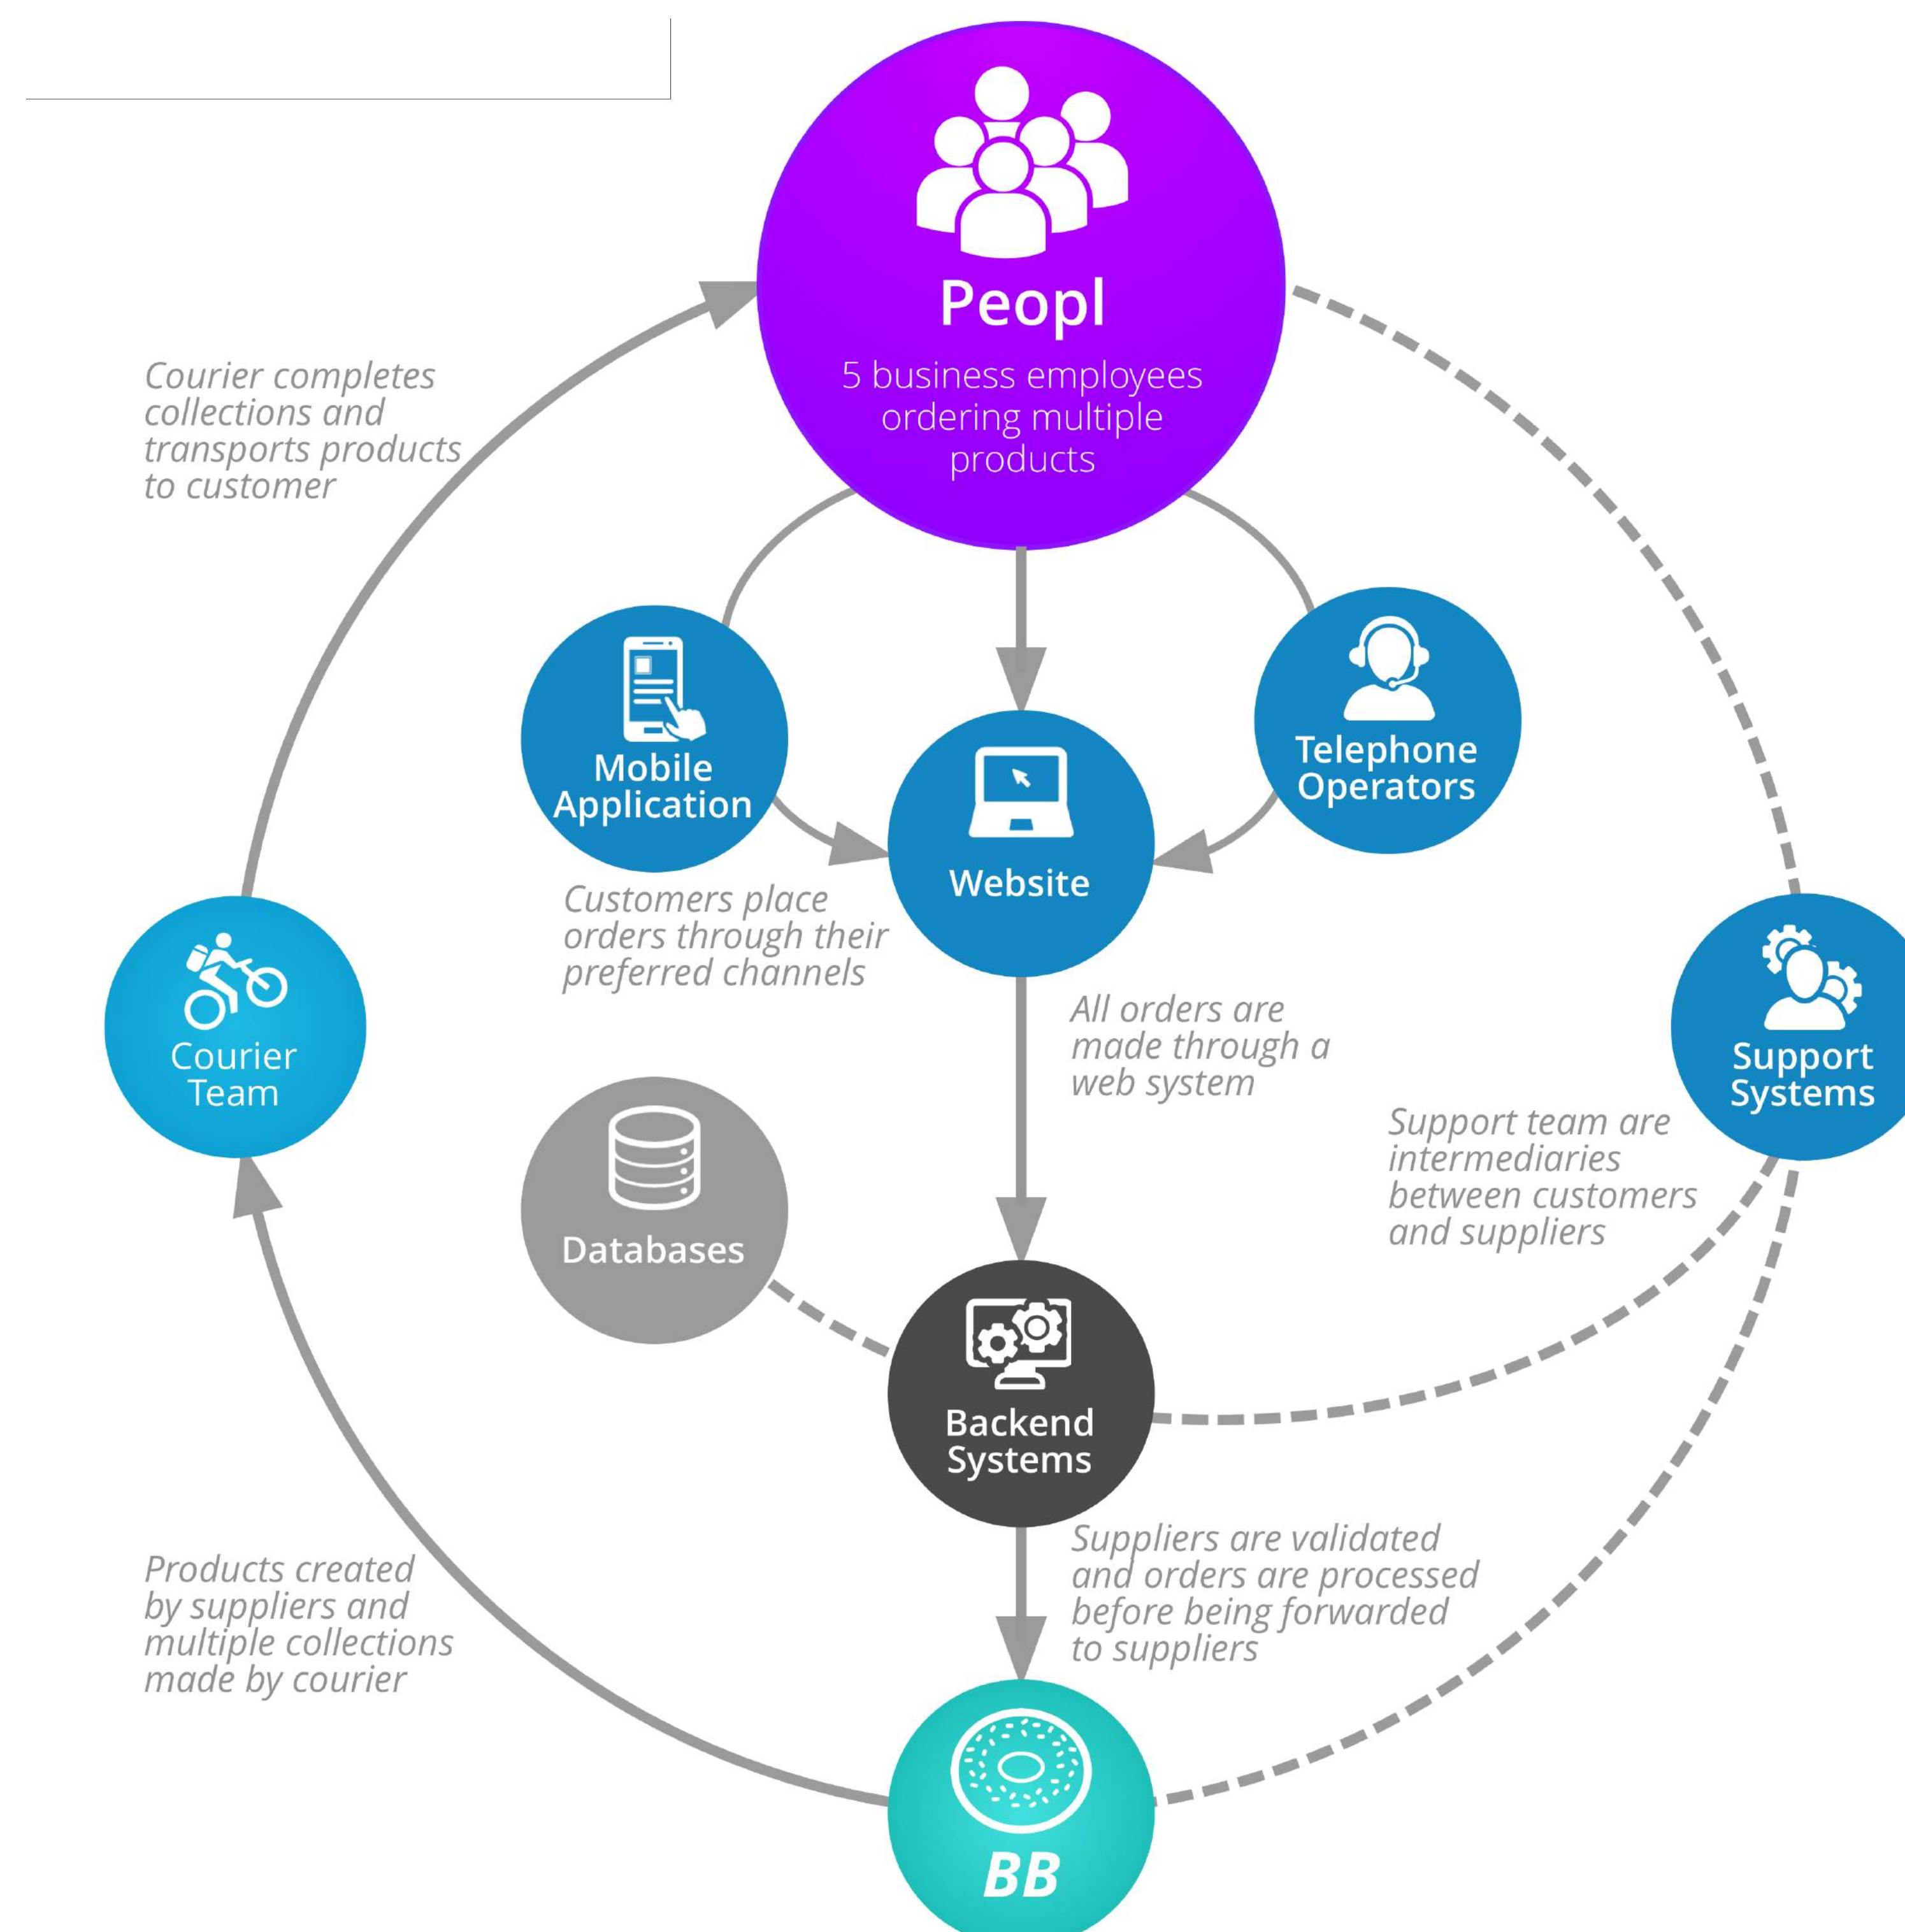 Peopl
5 business employees
ordering multiple
products
Courier completes
collections and
transports products
to customer
Mobile
Application
Telephone
Operators
Website
Customers place
orders through their
preferred channels
Courier
Team
All orders are
made through a
web system
Support
Systems
Support team are
intermediaries
between customers
and suppliers
Databases
Backend
Systems
Suppliers are validated
and orders are processed
before being forwarded
to suppliers
Products created
by suppliers and
multiple collections
made by courier
BB